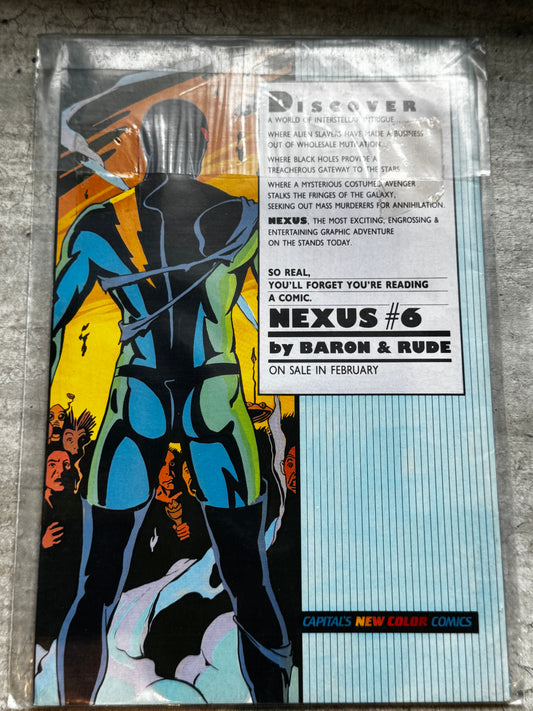 DISCOVER
A WORLD OF INTERSTELLAR INTRIGUE.....
WHERE ALIEN SLAVERS HAVE MADE A BUSINESS
OUT OF WHOLESALE MUTILATION...
WHERE BLACK HOLES PROVIDE A
TREACHEROUS GATEWAY TO THE STARS
WHERE A MYSTERIOUS COSTUMED AVENGER
STALKS THE FRINGES OF THE GALAXY,
SEEKING OUT MASS MURDERERS FOR ANNIHILATION.
NEXUS, THE MOST EXCITING, ENGROSSING &
ENTERTAINING GRAPHIC ADVENTURE
ON THE STANDS TODAY.
SO REAL,
YOU'LL FORGET YOU'RE READING
A COMIC.
NEXUS #6
by BARON & RUDE
ON SALE IN FEBRUARY
CAPITAL'S NEW COLOR COMICS